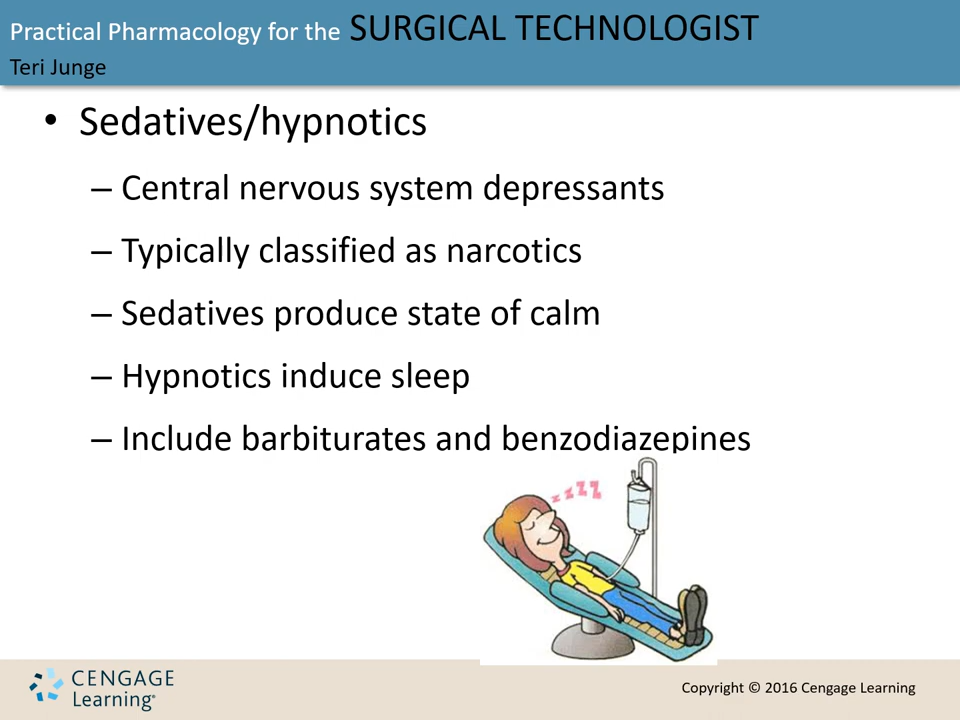 Practical Pharmacology for the SURGICAL TECHNOLOGIST
Teri Junge
• Sedatives/hypnotics
– Central nervous system depressants
– Typically classified as narcotics
– Sedatives produce state of calm
– Hypnotics induce sleep
– Include barbiturates and benzodiazepines
zzzz
CENGAGE
Learning®
Copyright © 2016 Cengage Learning